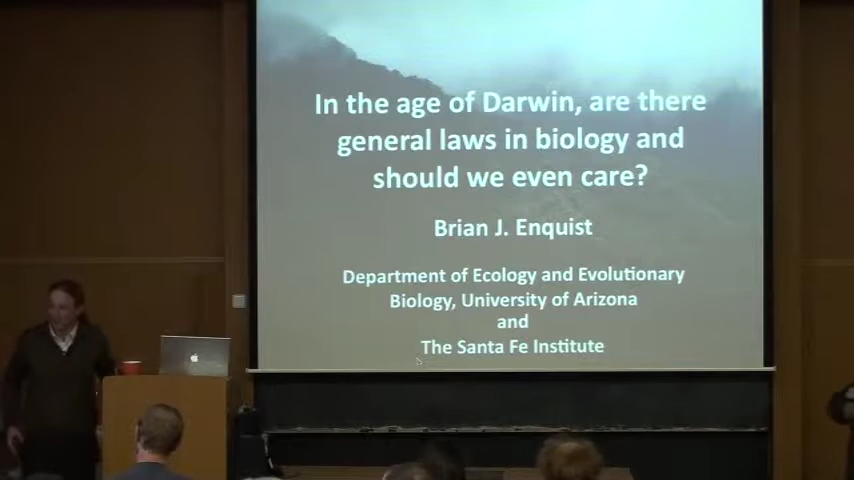 In the age of Darwin, are there
general laws in biology and
should we even care?
Brian J. Enquist
Department of Ecology and Evolutionary
Biology, University of Arizona
and
The Santa Fe Institute